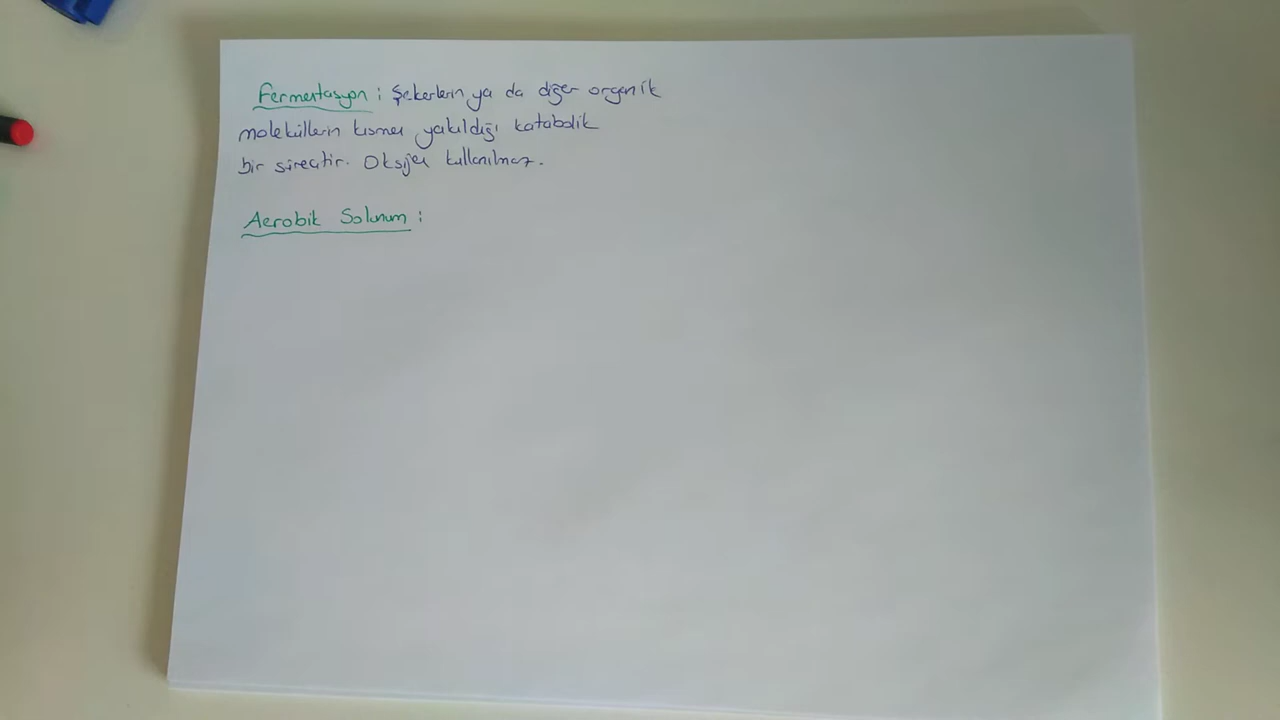 Fermentasyon : Şekerlerin ya da diğer organik
moleküllerin kısmen yakıldığı katabolik
bir süreçtir. Oksijen kullanılmaz.
Aerobik Solunum :